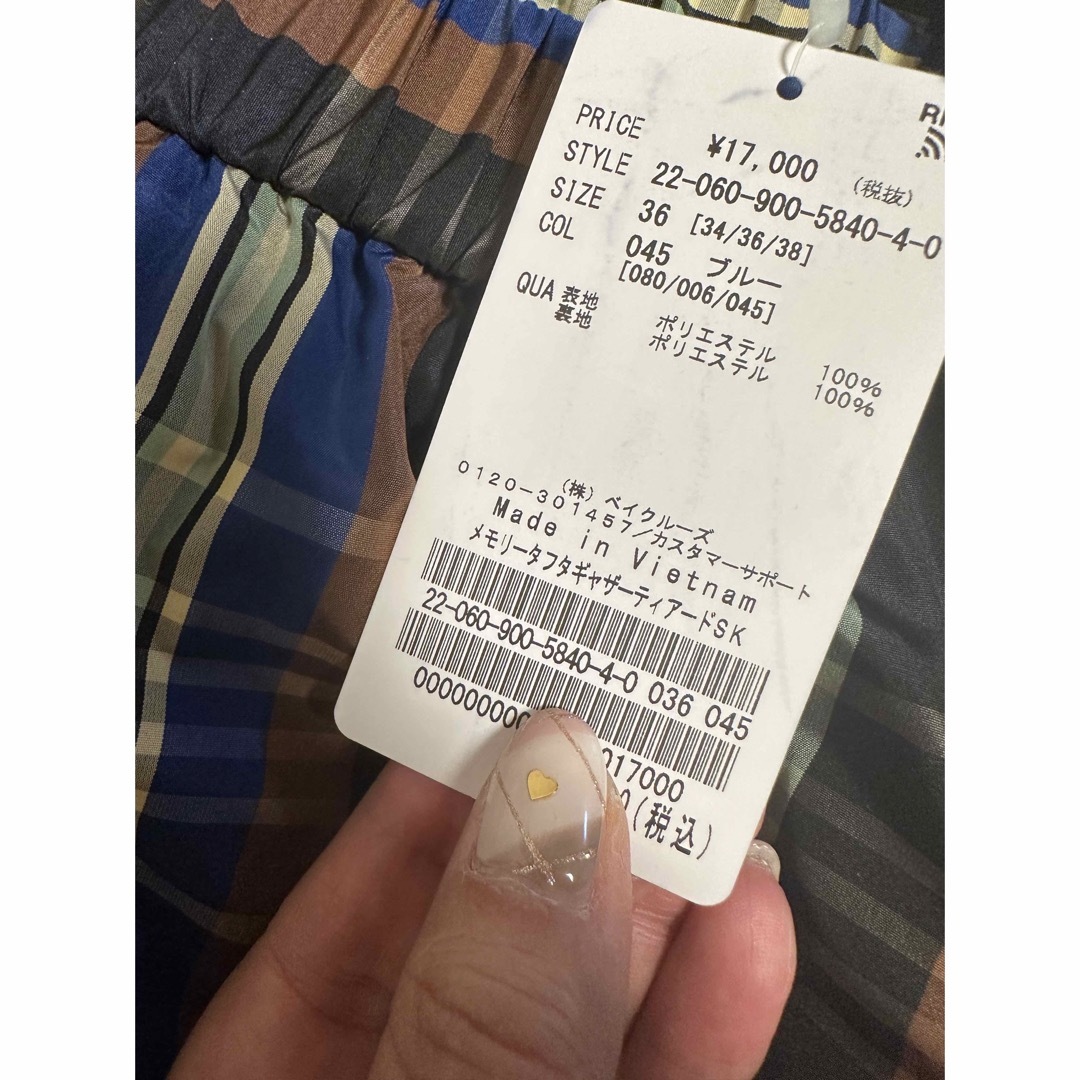 PRICE ¥17,000 (税抜)
STYLE 22-060-900-5840-4-0
SIZE 36 [34/36/38]
COL 045 ブルー
[080/006/045]
QUA 表地 ポリエステル 100%
裏地 ポリエステル 100%
(株) ベイクルーズ
0120-301457/カスタマーサポート
Made in Vietnam
メモリータフタギャザーティアードSK
22-060-900-5840-4-0 036 045
017000
(税込)